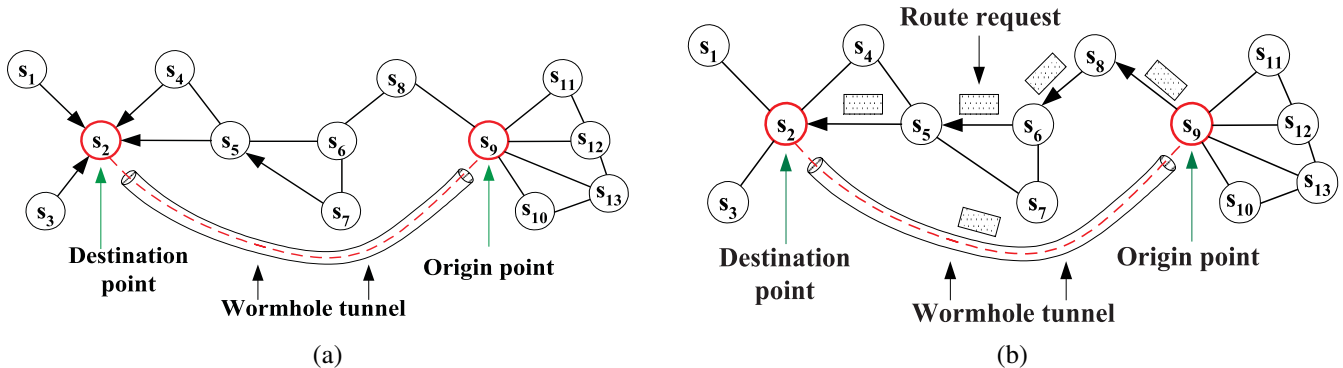 s1
s4
s8
s11
s2
s5
s6
s9
s12
s3
s7
s10
s13
Destination
point
Origin point
Wormhole tunnel
(a)
Route request
s1
s4
s8
s11
s2
s5
s6
s9
s12
s3
s7
s10
s13
Destination
point
Origin point
Wormhole tunnel
(b)